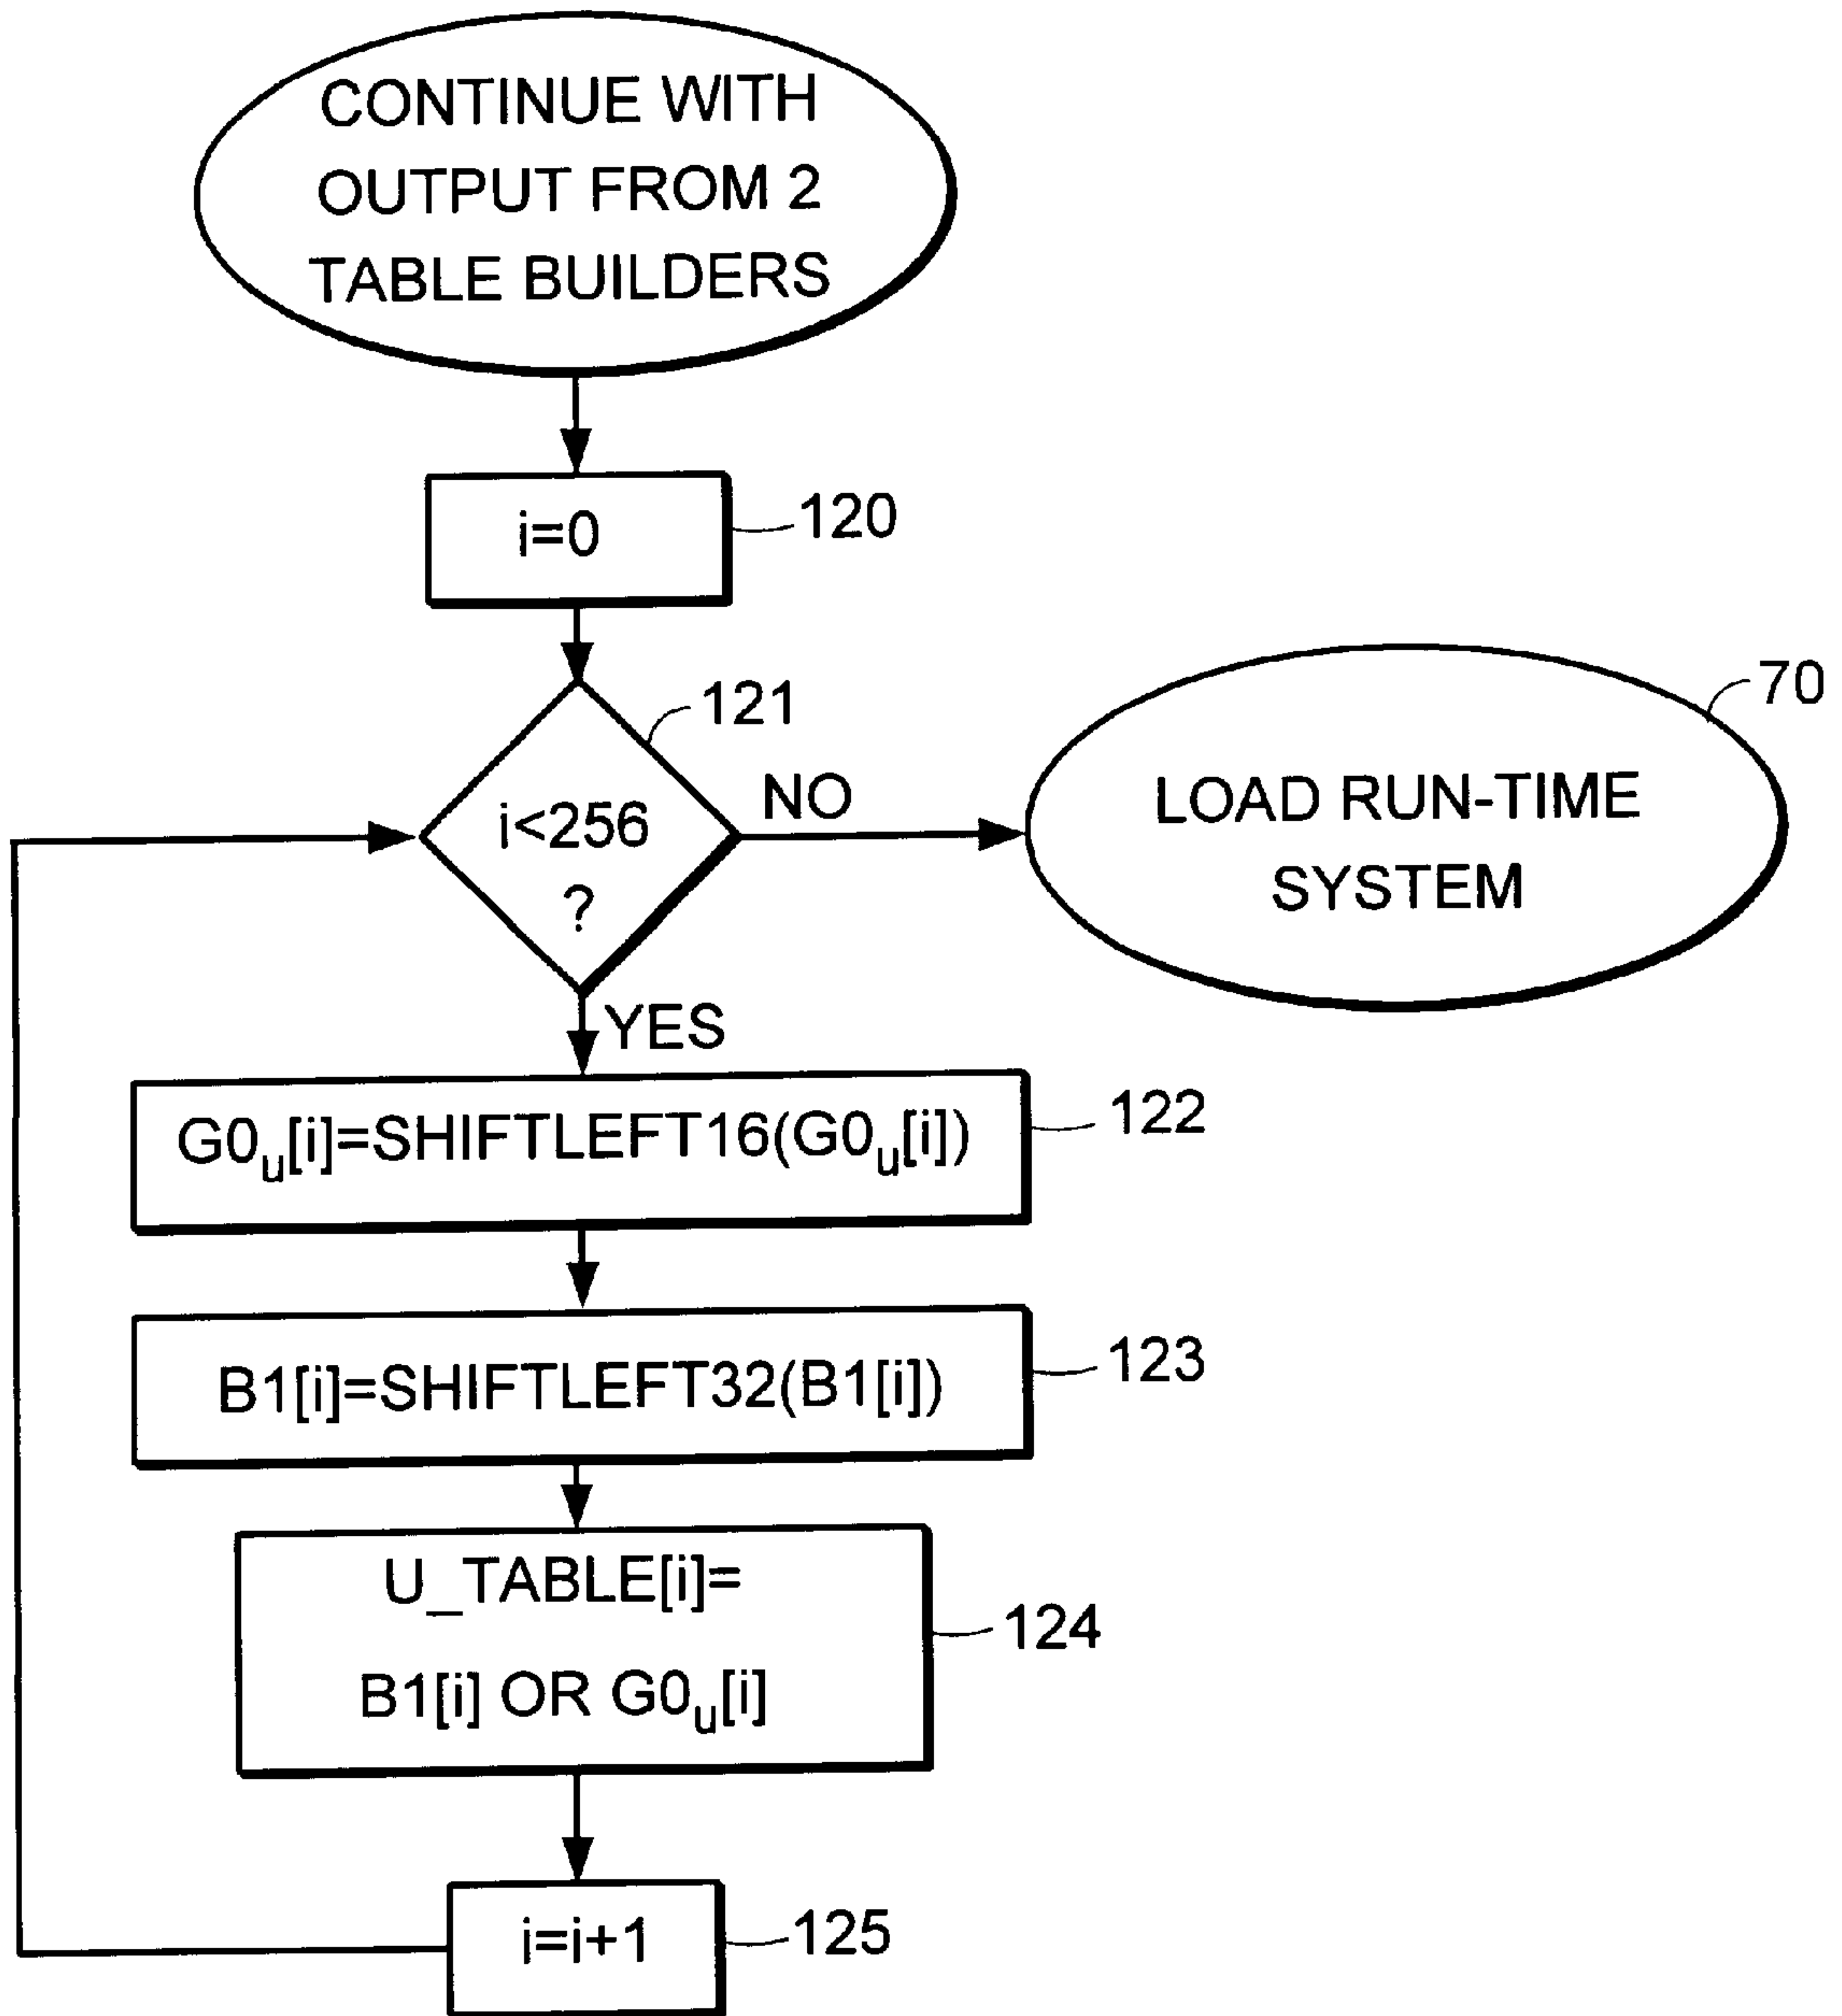 CONTINUE WITH
OUTPUT FROM 2
TABLE BUILDERS
i=0
120
121
i<256
?
NO
70
LOAD RUN-TIME
SYSTEM
YES
G0u[i]=SHIFTLEFT16(G0u[i])
122
B1[i]=SHIFTLEFT32(B1[i])
123
U_TABLE[i]=
B1[i] OR G0u[i]
124
i=i+1
125